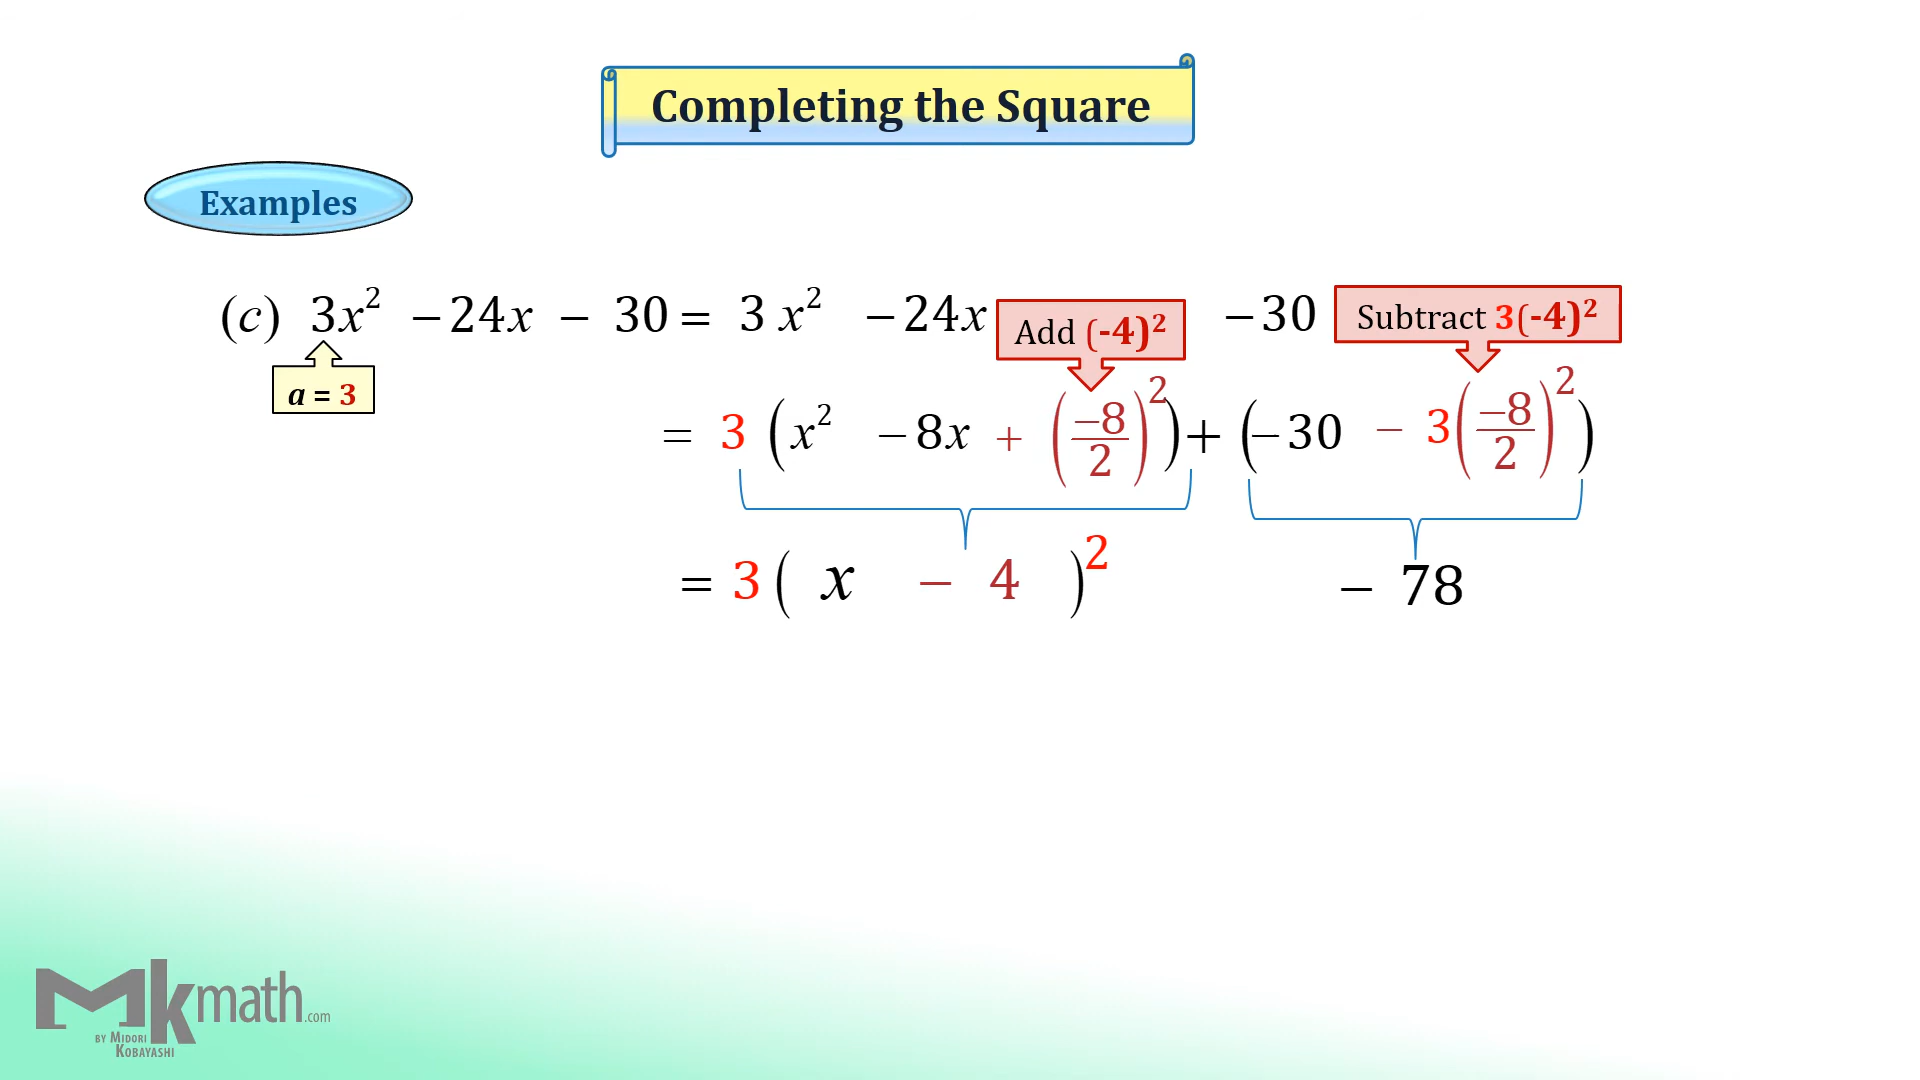 Completing the Square
Examples
(c) 3x² − 24x − 30 = 3 x² − 24x − 30
Add (-4)²
Subtract 3(-4)²
a = 3
= 3 (x² − 8x + (−8/2)²) + (−30 − 3(−8/2)²)
= 3 ( x − 4 )² − 78
Mkmath.com
BY MIDORI
KOBAYASHI